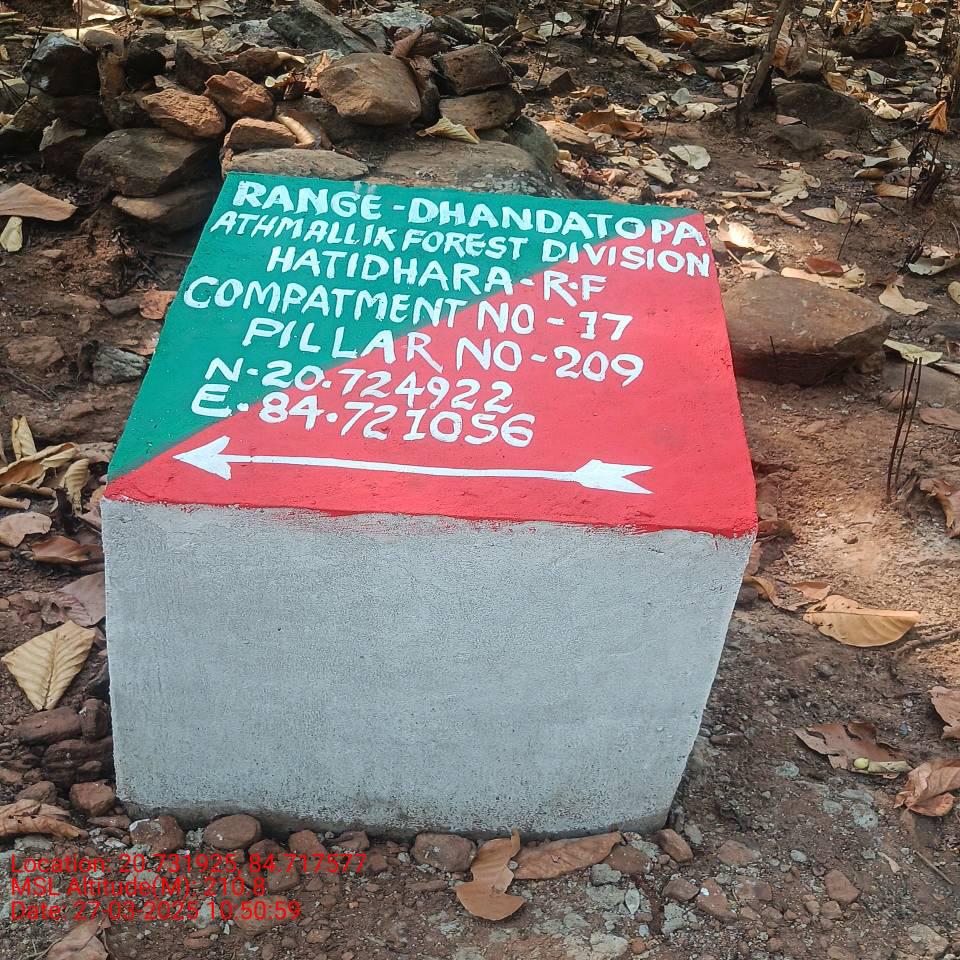 RANGE-DHANDATOPA
ATHMALLIK FOREST DIVISION
HATIDHARA-R.F
COMPATMENT NO-17
PILLAR NO-209
N-20.724922
E.84.721056
Location: 20.731925, 84.717577
MSL Altitude(M): 210.8
Date: 27-03-2025 10:50:59